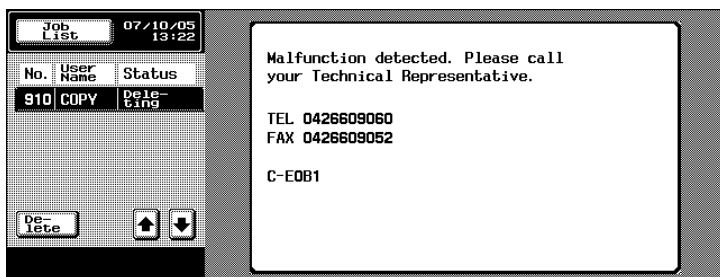 Job
List
07/10/05
13:22
No. User
Name Status
910 COPY Dele-
ting
De-
lete
Malfunction detected. Please call
your Technical Representative.
TEL 0426609060
FAX 0426609052
C-E0B1